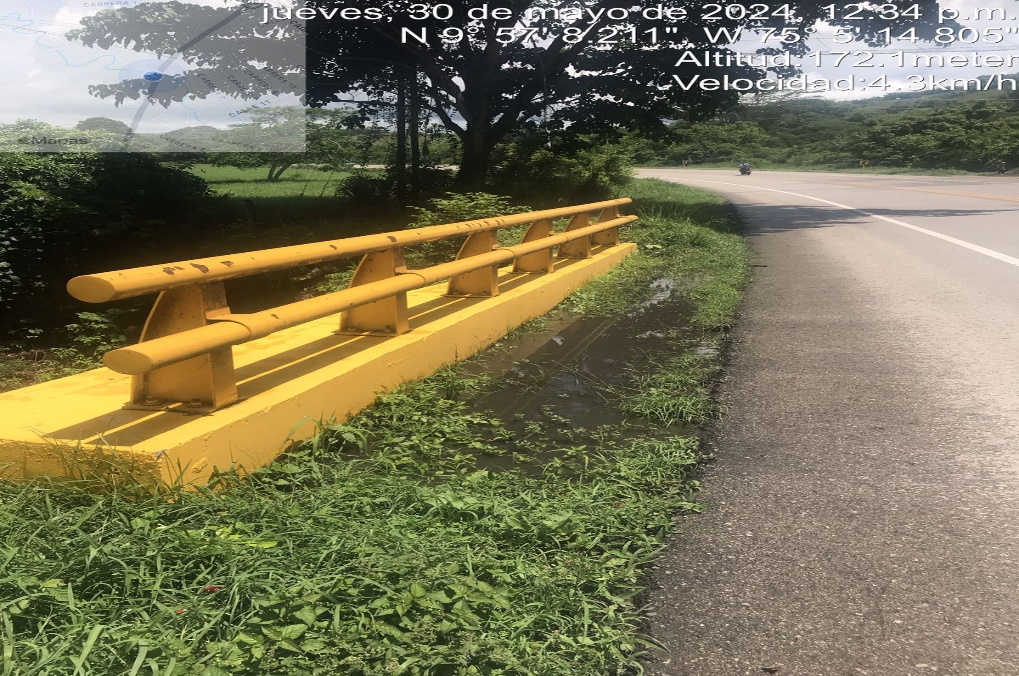 jueves, 30 de mayo de 2024, 12:34 p.m.
N 9° 57' 8.211", W 75° 5' 14.805"
Altitud:172.1meter
Velocidad:4.3km/h
Mapas